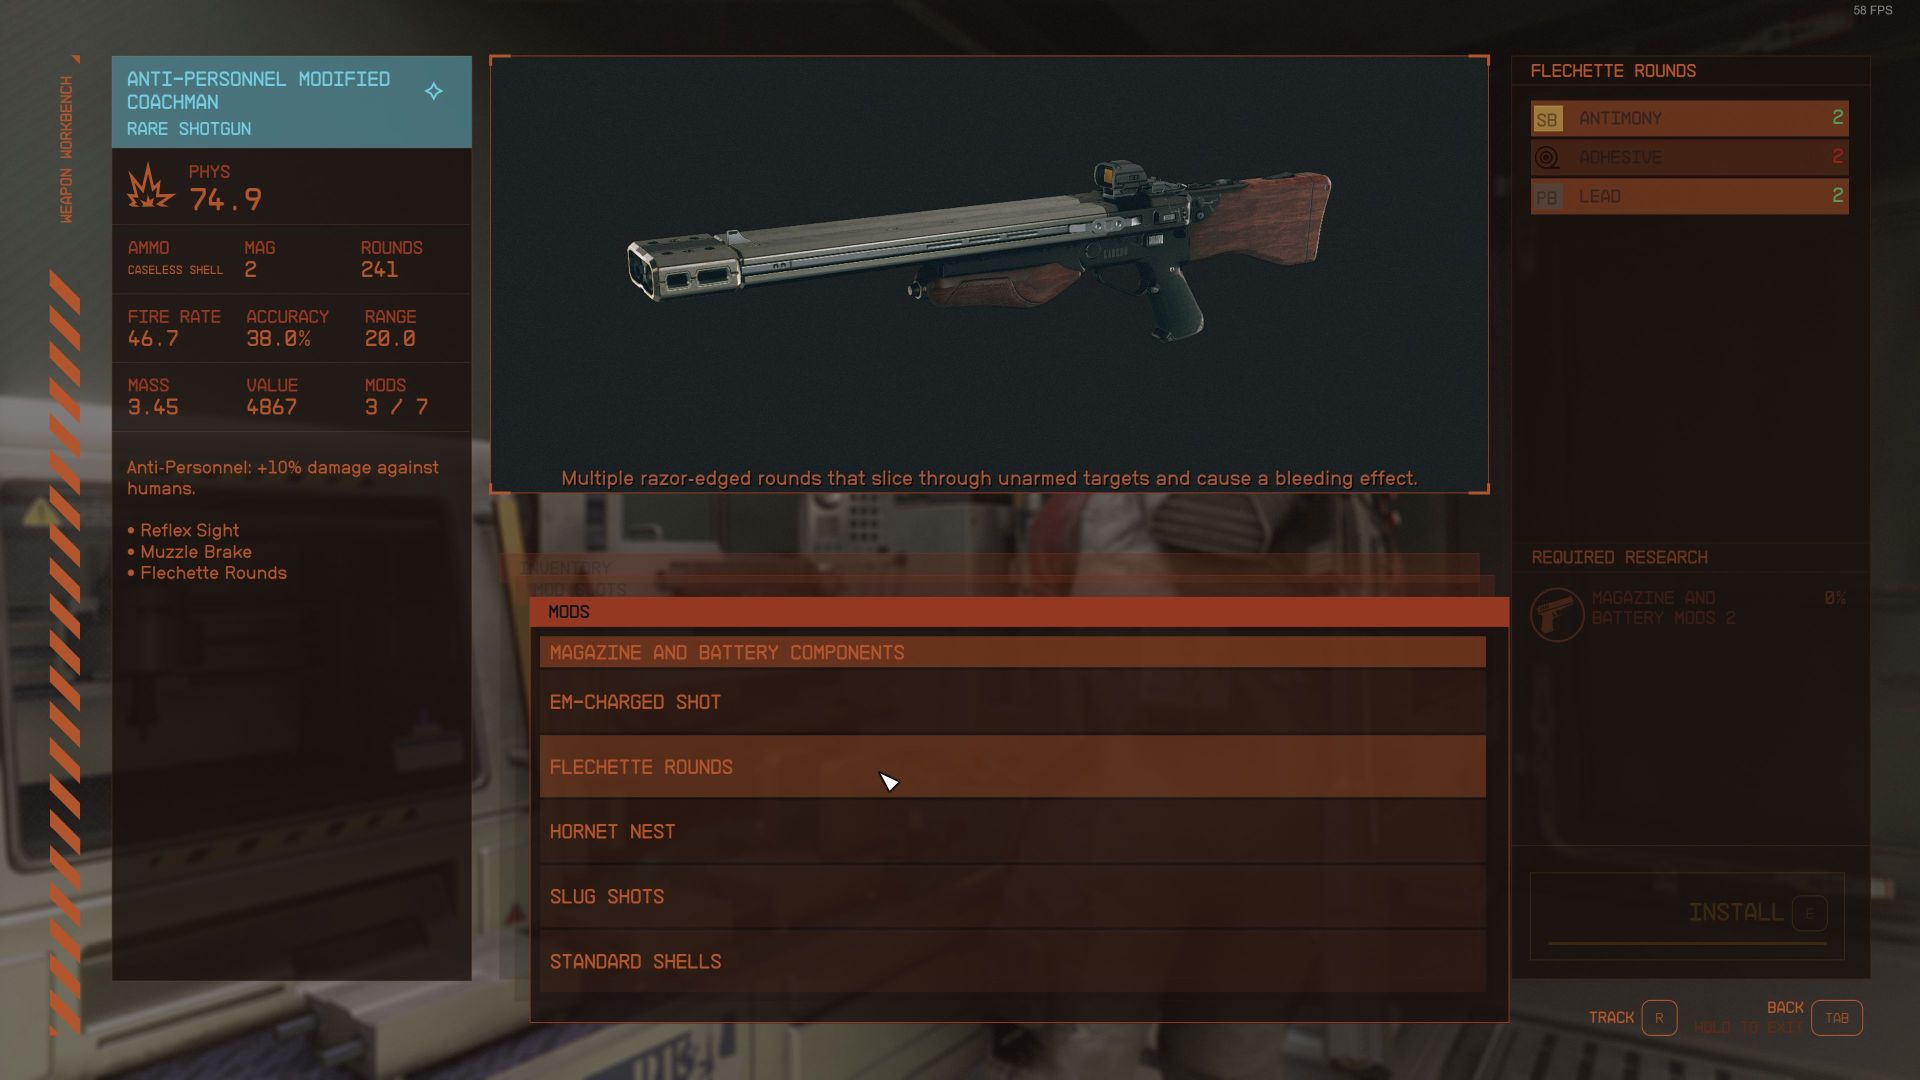 58 FPS
WEAPON WORKBENCH
ANTI-PERSONNEL MODIFIED
COACHMAN
RARE SHOTGUN
PHYS
74.9
AMMO MAG ROUNDS
CASELESS SHELL 2 241
FIRE RATE ACCURACY RANGE
46.7 38.0% 20.0
MASS VALUE MODS
3.45 4867 3 / 7
Anti-Personnel: +10% damage against
humans.
• Reflex Sight
• Muzzle Brake
• Flechette Rounds
Multiple razor-edged rounds that slice through unarmed targets and cause a bleeding effect.
INVENTORY
MOD SLOTS
MODS
MAGAZINE AND BATTERY COMPONENTS
EM-CHARGED SHOT
FLECHETTE ROUNDS
HORNET NEST
SLUG SHOTS
STANDARD SHELLS
FLECHETTE ROUNDS
SB ANTIMONY 2
ADHESIVE 2
PB LEAD 2
REQUIRED RESEARCH
MAGAZINE AND 0%
BATTERY MODS 2
INSTALL E
TRACK R
BACK TAB
HOLD TO EXIT